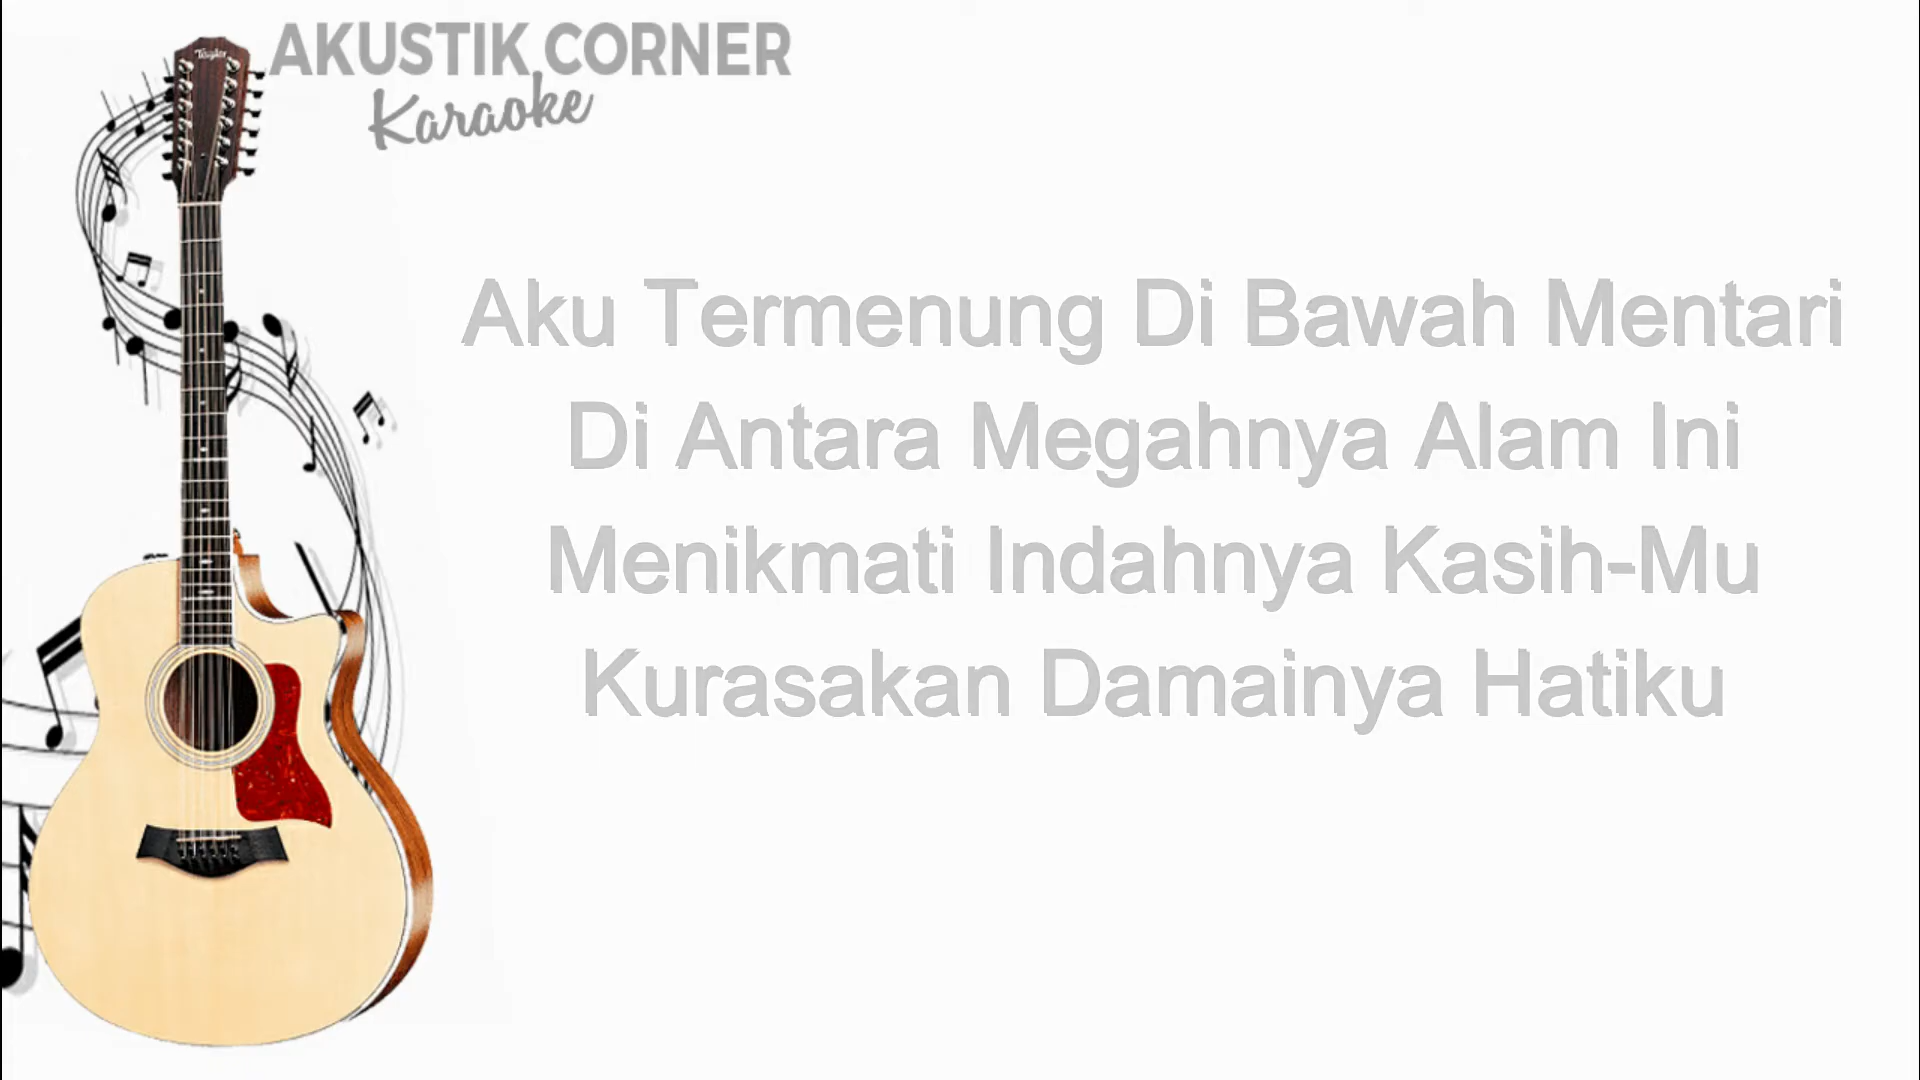 AKUSTIK CORNER
Karaoke
Taylor
Aku Termenung Di Bawah Mentari
Di Antara Megahnya Alam Ini
Menikmati Indahnya Kasih-Mu
Kurasakan Damainya Hatiku